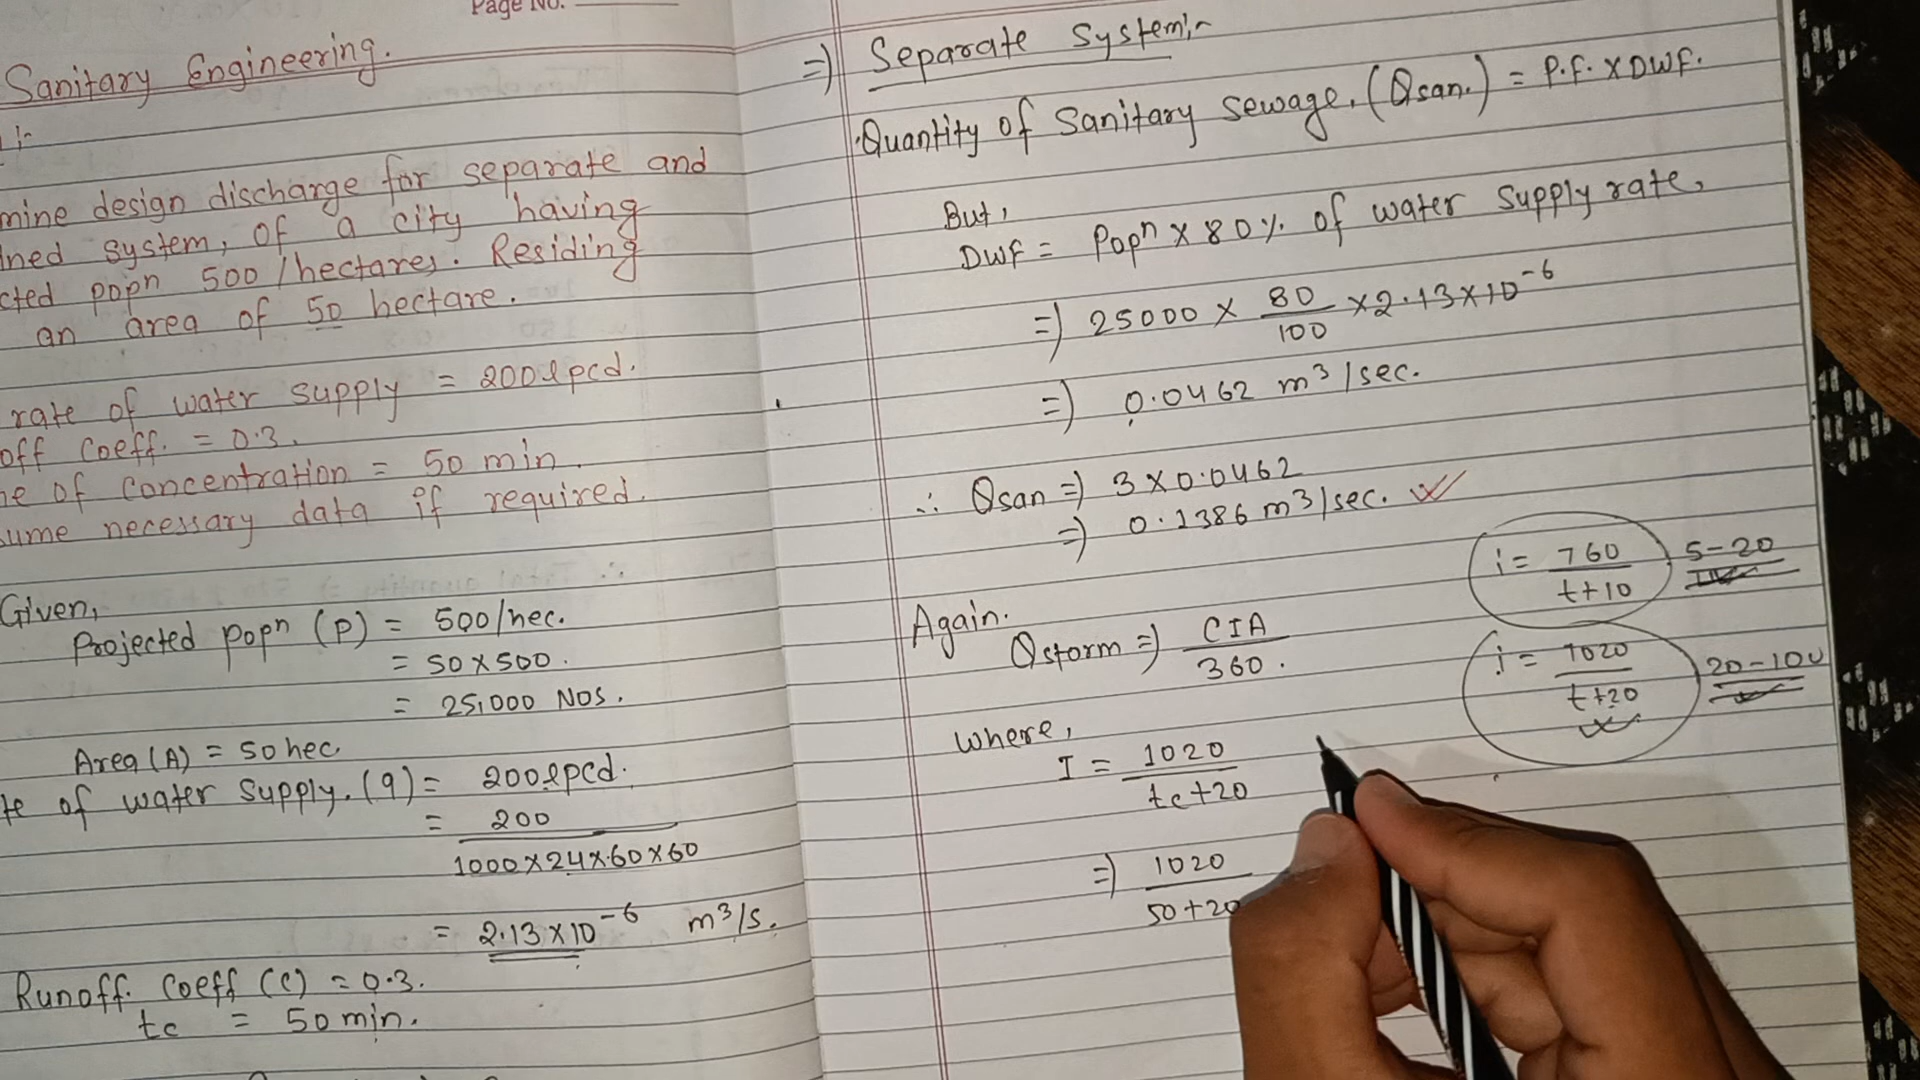 Page No.
Sanitary Engineering.
mine design discharge for separate and
ined system, of a city having
cted popn 500/hectares. Residing
an area of 50 hectare.
rate of water supply = 200lpcd.
off Coeff. = 0.3.
ne of Concentration = 50 min.
sume necessary data if required.
Given,
Projected popn (P) = 500/hec.
= 50×500.
= 25,000 Nos.
Area (A) = 50 hec.
te of water supply. (q) = 200lpcd.
= 200
1000×24×60×60
= 2.13×10-6 m3/s.
Runoff. Coeff (C) = 0.3.
tc = 50 min.
=) Separate System:-
Quantity of Sanitary Sewage. (Qsan.) = P.f. × DWF.
But,
DWF = Popn × 80% of water supply rate.
=) 25000 × 80/100 × 2.13×10-6
=) 0.0462 m3/sec.
∴ Qsan =) 3×0.0462
=) 0.1386 m3/sec.
i = 760/t+10 5-20
Again.
Qstorm =) CIA/360.
i = 1020/t+20 20-100
where,
I = 1020/tc+20
=) 1020/50+20